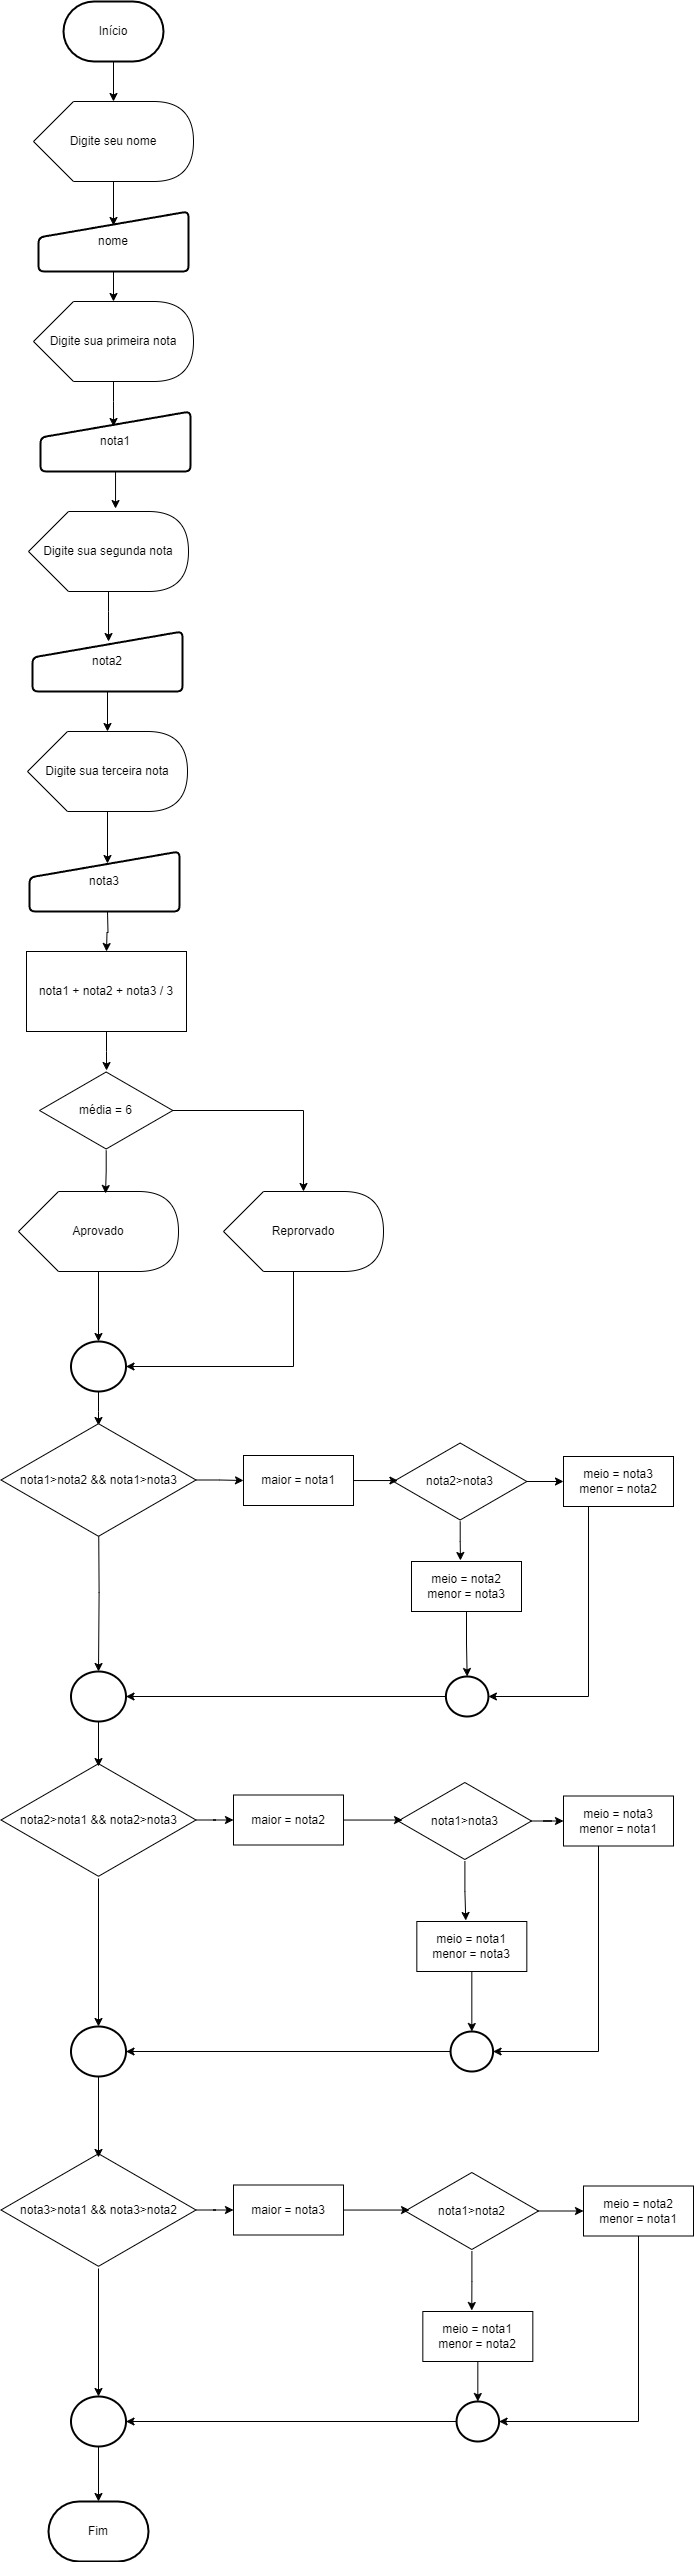 Início
Digite seu nome
nome
Digite sua primeira nota
nota1
Digite sua segunda nota
nota2
Digite sua terceira nota
nota3
nota1 + nota2 + nota3 / 3
média = 6
Aprovado
Reprorvado
nota1>nota2 && nota1>nota3
maior = nota1
nota2>nota3
meio = nota3
menor = nota2
meio = nota2
menor = nota3
nota2>nota1 && nota2>nota3
maior = nota2
nota1>nota3
meio = nota3
menor = nota1
meio = nota1
menor = nota3
nota3>nota1 && nota3>nota2
maior = nota3
nota1>nota2
meio = nota2
menor = nota1
meio = nota1
menor = nota2
Fim